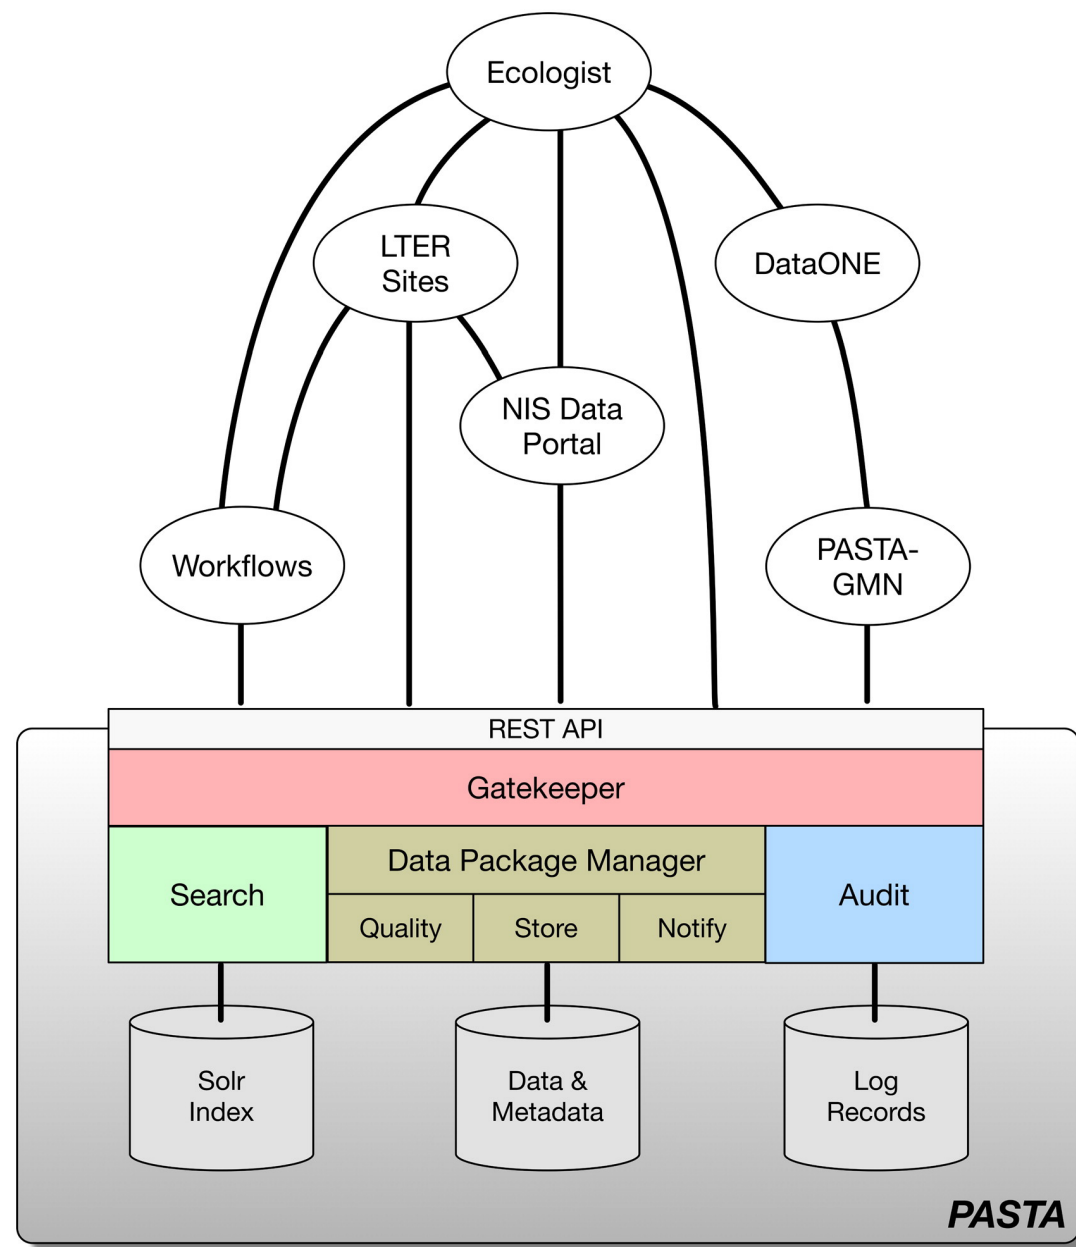 Ecologist
LTER
Sites
DataONE
NIS Data
Portal
Workflows
PASTA-
GMN
REST API
Gatekeeper
Search
Data Package Manager
Quality
Store
Notify
Audit
Solr
Index
Data &
Metadata
Log
Records
PASTA